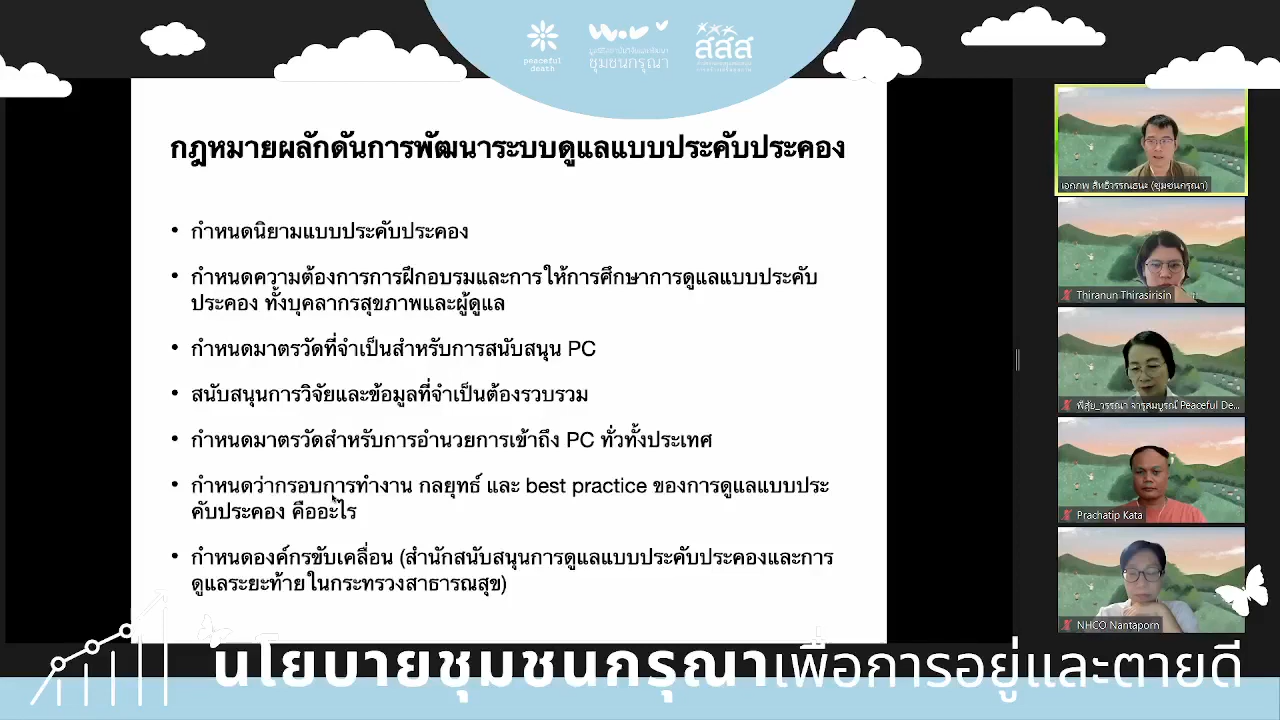 peaceful
death
ชุมชนกรุณา
สสส
กฎหมายผลักดันการพัฒนาระบบดูแลแบบประคับประคอง
• กำหนดนิยามแบบประคับประคอง
• กำหนดความต้องการการฝึกอบรมและการให้การศึกษาการดูแลแบบประคับ
ประคอง ทั้งบุคลากรสุขภาพและผู้ดูแล
• กำหนดมาตรวัดที่จำเป็นสำหรับการสนับสนุน PC
• สนับสนุนการวิจัยและข้อมูลที่จำเป็นต้องรวบรวม
• กำหนดมาตรวัดสำหรับการอำนวยการเข้าถึง PC ทั่วทั้งประเทศ
• กำหนดว่ากรอบการทำงาน กลยุทธ์ และ best practice ของการดูแลแบบประ
คับประคอง คืออะไร
• กำหนดองค์กรขับเคลื่อน (สำนักสนับสนุนการดูแลแบบประคับประคองและการ
ดูแลระยะท้ายในกระทรวงสาธารณสุข)
เอกภพ สิทธิวรรณธนะ (ชุมชนกรุณา)
Thiranun Thirasirisin
พี่สุ้ย_วรรณา จารุสมบูรณ์ Peaceful De...
Prachatip Kata
NHCO Nantaporn
นโยบายชุมชนกรุณาเพื่อการอยู่และตายดี